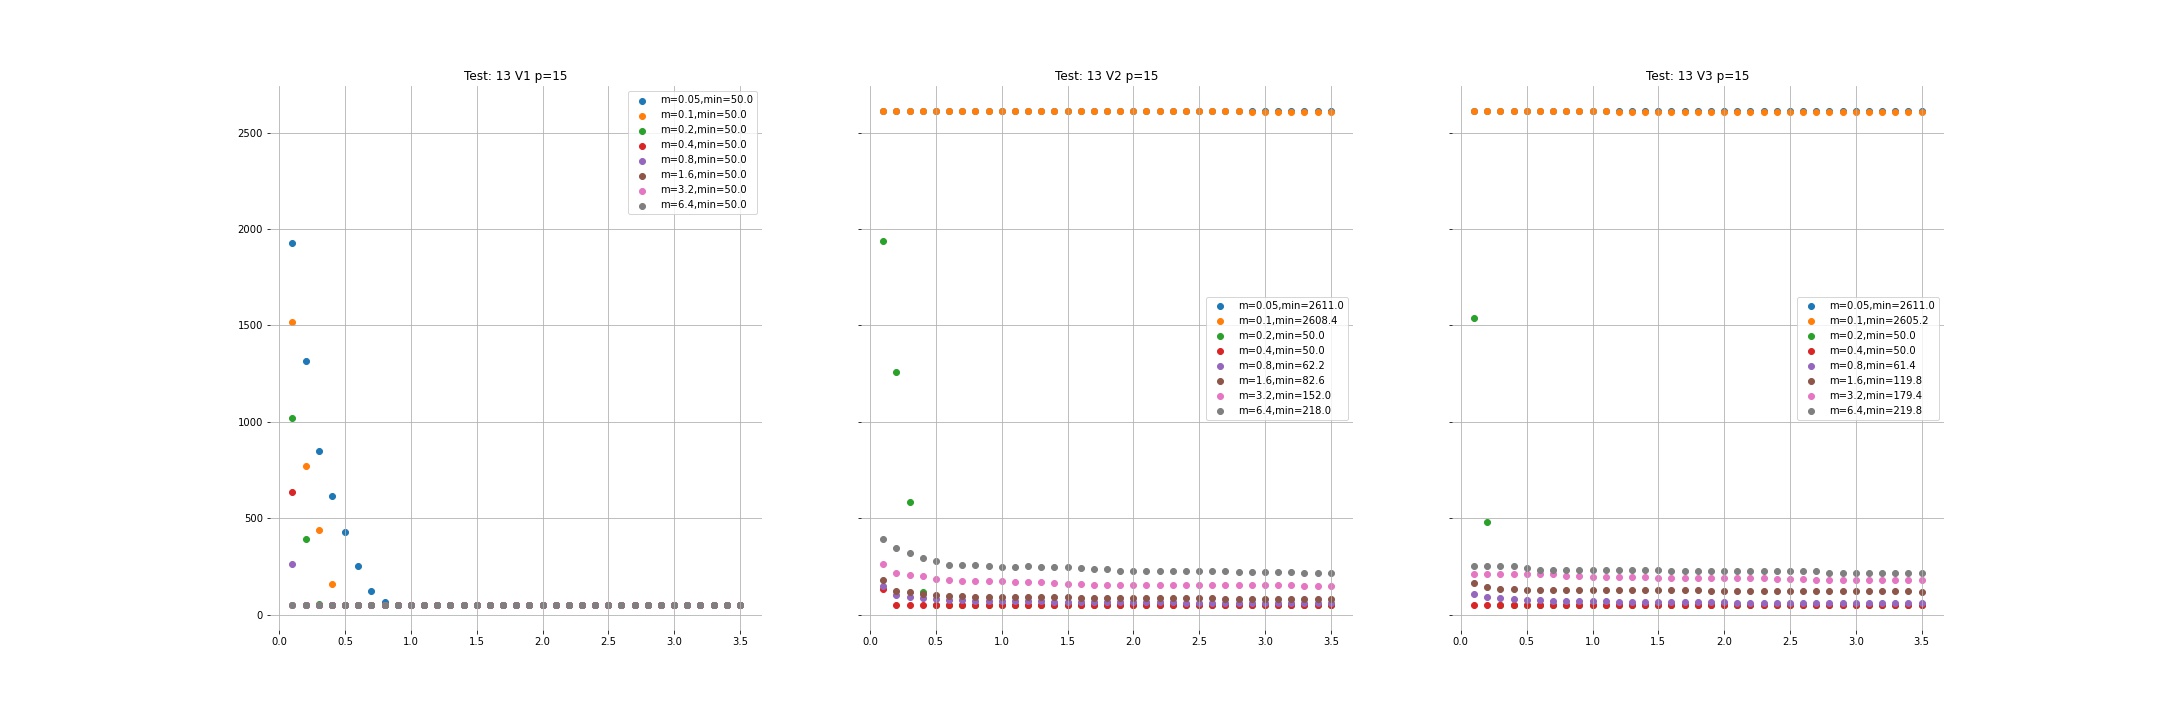 Test: 13 V1 p=15
m=0.05,min=50.0
m=0.1,min=50.0
m=0.2,min=50.0
m=0.4,min=50.0
m=0.8,min=50.0
m=1.6,min=50.0
m=3.2,min=50.0
m=6.4,min=50.0
2500
2000
1500
1000
500
0
0.0 0.5 1.0 1.5 2.0 2.5 3.0 3.5
Test: 13 V2 p=15
m=0.05,min=2611.0
m=0.1,min=2608.4
m=0.2,min=50.0
m=0.4,min=50.0
m=0.8,min=62.2
m=1.6,min=82.6
m=3.2,min=152.0
m=6.4,min=218.0
0.0 0.5 1.0 1.5 2.0 2.5 3.0 3.5
Test: 13 V3 p=15
m=0.05,min=2611.0
m=0.1,min=2605.2
m=0.2,min=50.0
m=0.4,min=50.0
m=0.8,min=61.4
m=1.6,min=119.8
m=3.2,min=179.4
m=6.4,min=219.8
0.0 0.5 1.0 1.5 2.0 2.5 3.0 3.5